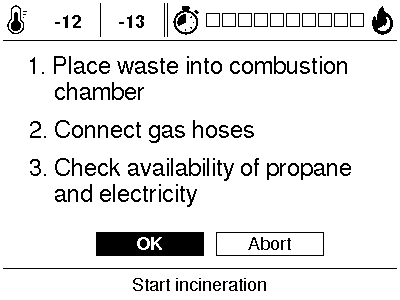 -12 -13
1. Place waste into combustion
chamber
2. Connect gas hoses
3. Check availability of propane
and electricity
OK Abort
Start incineration